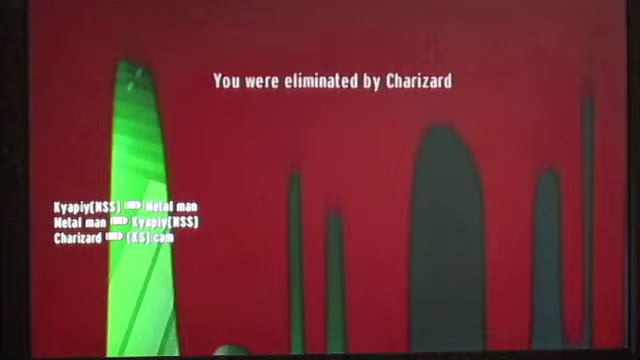 You were eliminated by Charizard
Kyapiy[NSS] Metal man
Metal man Kyapiy[NSS]
Charizard [KS] cam